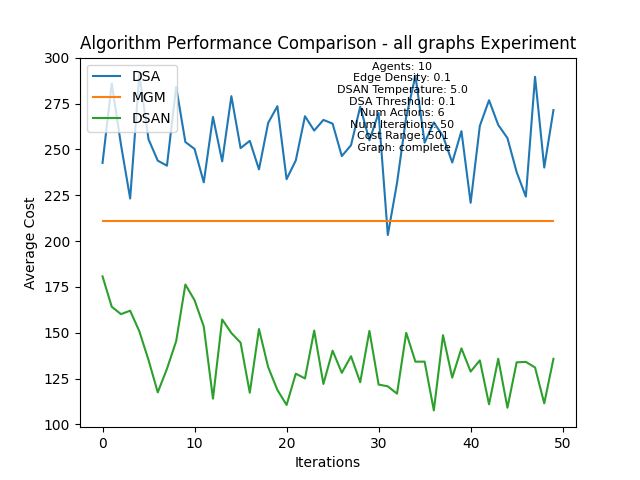 Algorithm Performance Comparison - all graphs Experiment
DSA
MGM
DSAN
Agents: 10
Edge Density: 0.1
DSAN Temperature: 5.0
DSA Threshold: 0.1
Num Actions: 6
Num Iterations: 50
Cost Range:
Graph: complete
Average Cost
300
275
250
225
200
175
150
125
100
0
10
20
30
40
50
Iterations